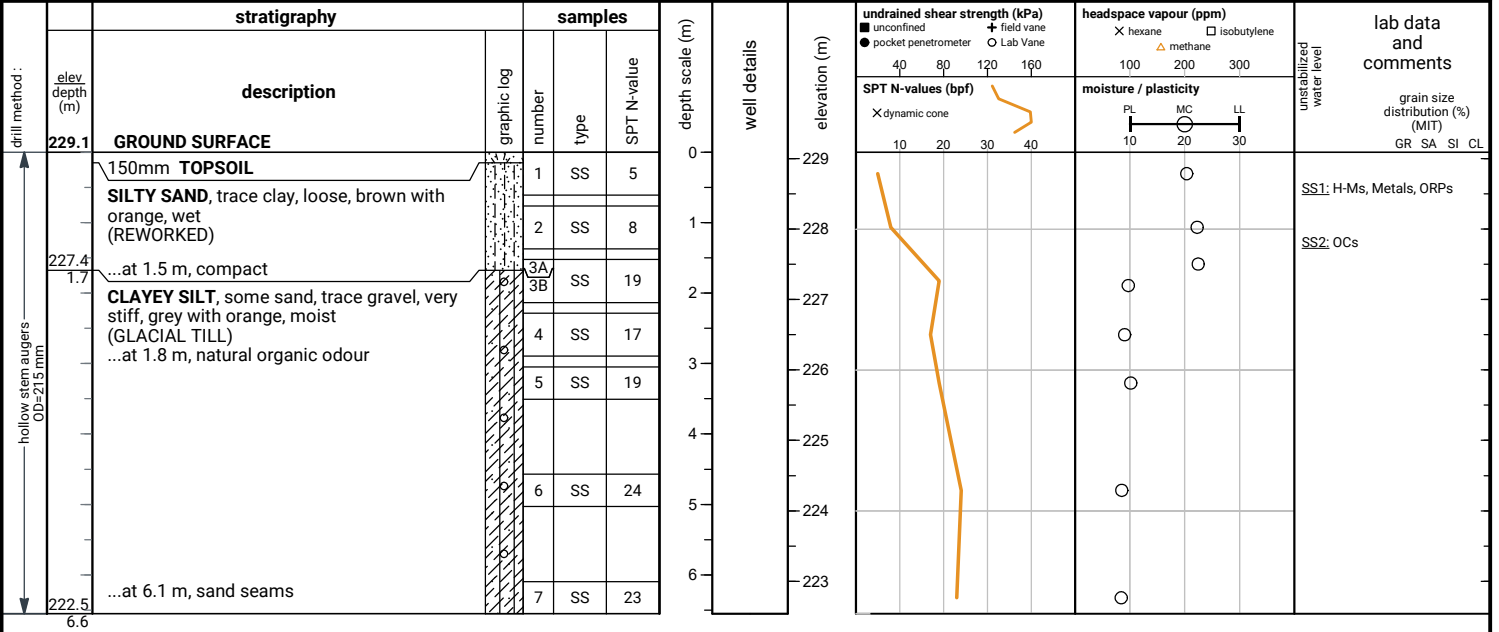 stratigraphy
samples
undrained shear strength (kPa)
unconfined
field vane
pocket penetrometer
Lab Vane
40 80 120 160
headspace vapour (ppm)
hexane
isobutylene
methane
100 200 300
lab data
and
comments
drill method :
elev
depth
(m)
description
graphic log
number
type
SPT N-value
depth scale (m)
well details
elevation (m)
SPT N-values (bpf)
dynamic cone
10 20 30 40
moisture / plasticity
PL MC LL
10 20 30
unstabilized
water level
grain size
distribution (%)
(MIT)
GR SA SI CL
229.1 GROUND SURFACE
150mm TOPSOIL
SILTY SAND, trace clay, loose, brown with
orange, wet
(REWORKED)
227.4
1.7
...at 1.5 m, compact
CLAYEY SILT, some sand, trace gravel, very
stiff, grey with orange, moist
(GLACIAL TILL)
...at 1.8 m, natural organic odour
...at 6.1 m, sand seams
222.5
6.6
hollow stem augers
OD=215 mm
1 SS 5
2 SS 8
3A
3B SS 19
4 SS 17
5 SS 19
6 SS 24
7 SS 23
0
1
2
3
4
5
6
229
228
227
226
225
224
223
SS1: H-Ms, Metals, ORPs
SS2: OCs